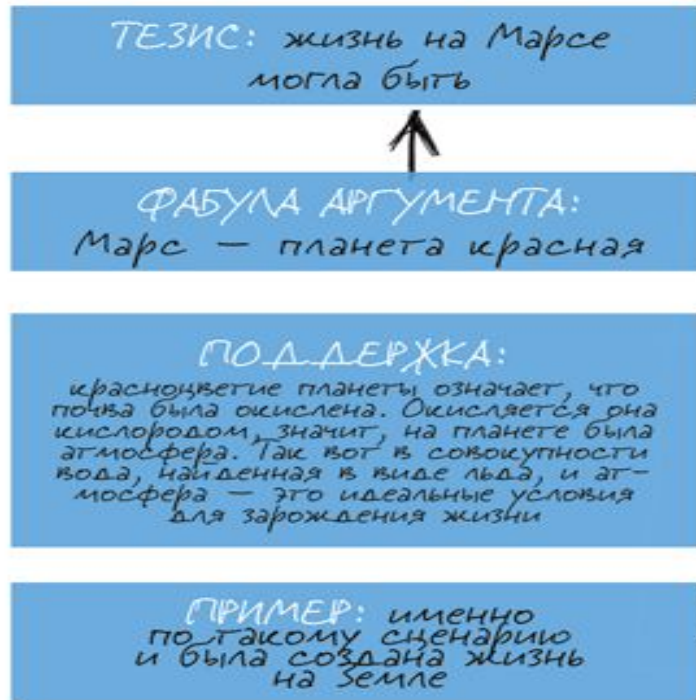 ТЕЗИС: жизнь на Марсе
могла быть
ФАБУЛА АРГУМЕНТА:
Марс — планета красная
ПОДДЕРЖКА:
красноцветие планеты означает, что
почва была окислена. Окисляется она
кислородом, значит, на планете была
атмосфера. Так вот в совокупности
вода, найденная в виде льда, и ат-
мосфера — это идеальные условия
для зарождения жизни
ПРИМЕР: именно
по такому сценарию
и была создана жизнь
на Земле